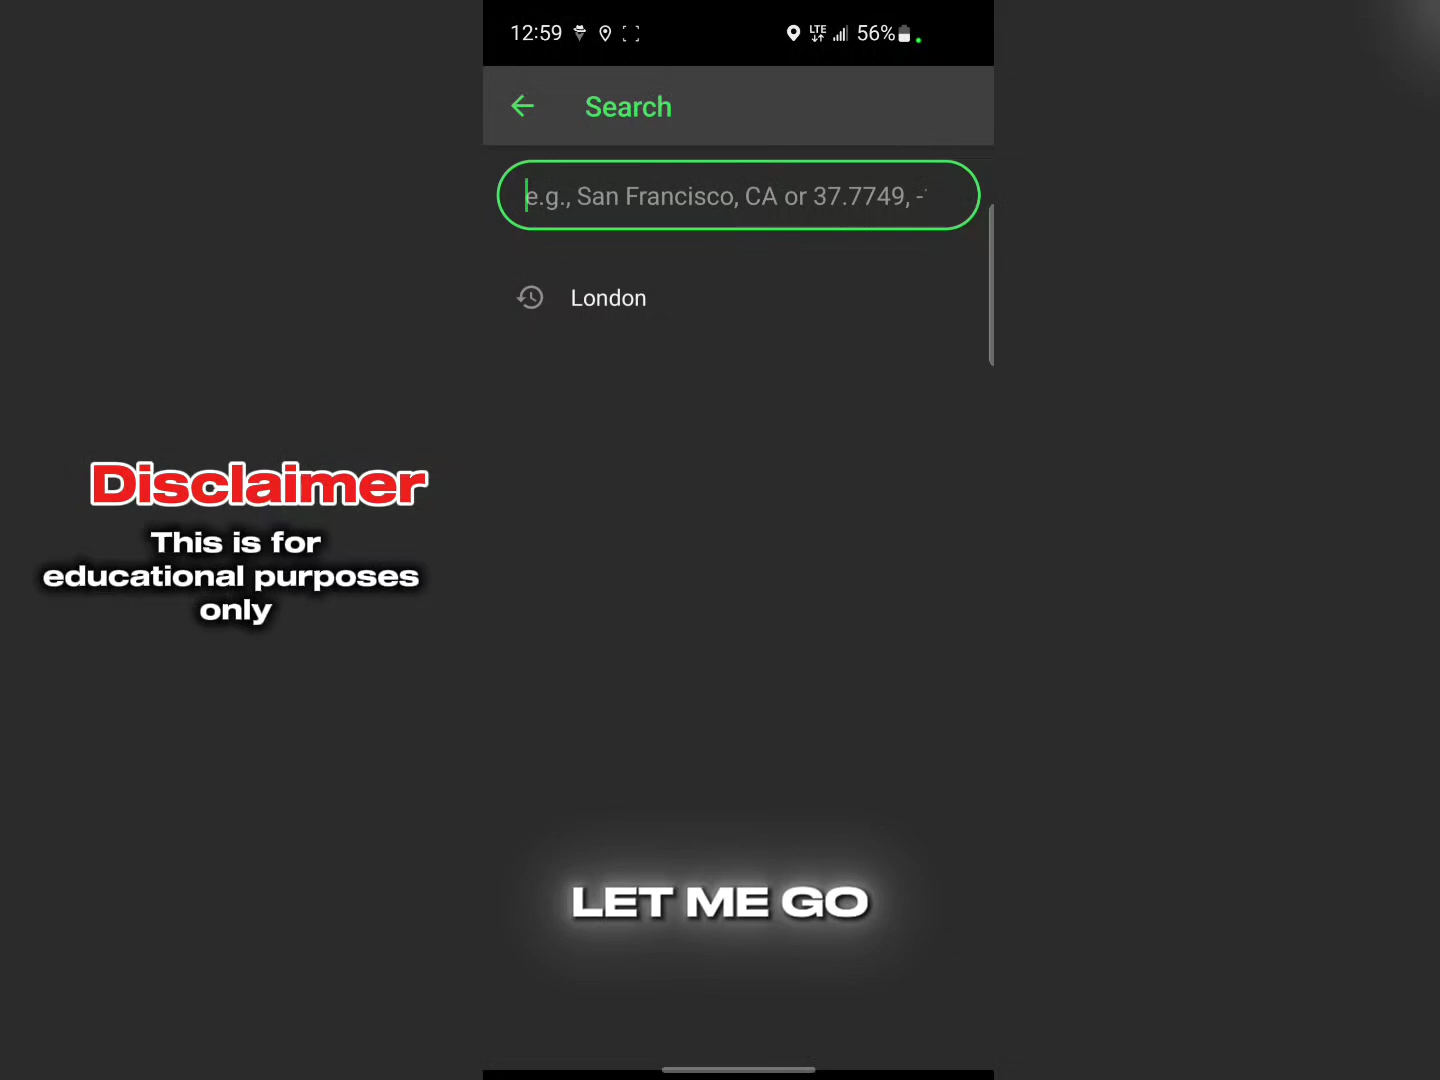 12:59
LTE 56%
Search
e.g., San Francisco, CA or 37.7749, -
London
Disclaimer
This is for
educational purposes
only
LET ME GO